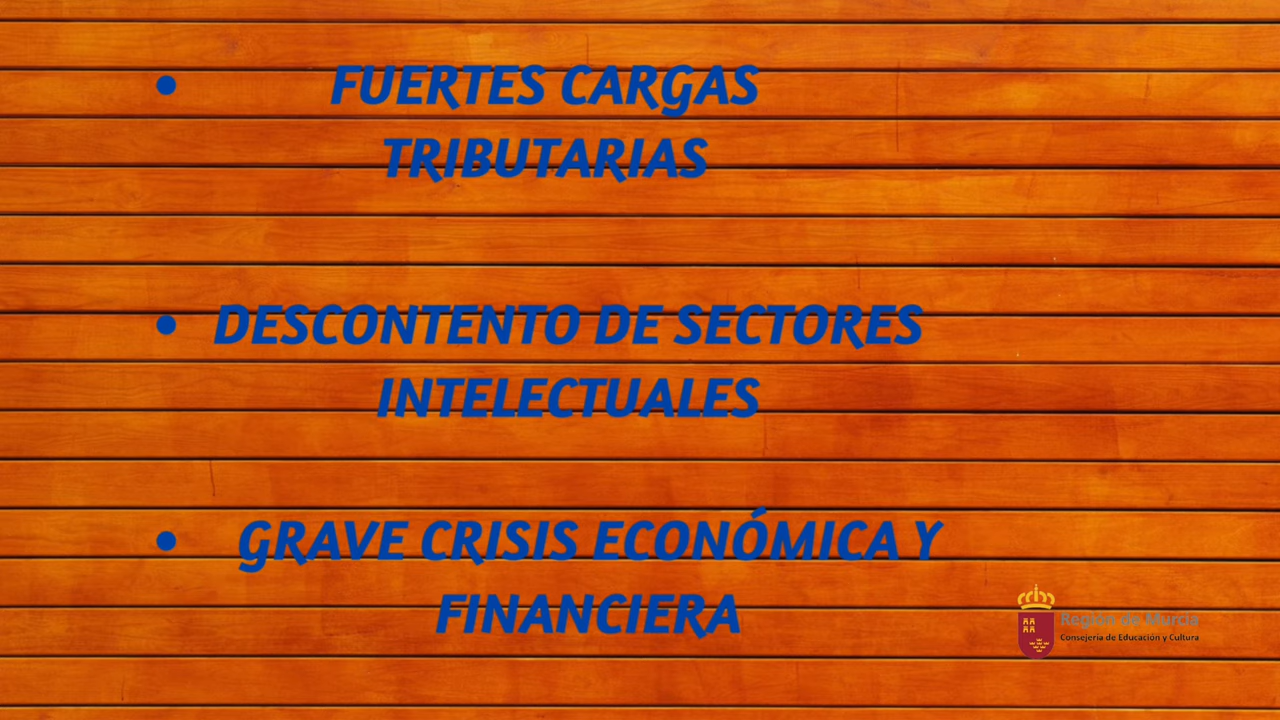 • FUERTES CARGAS
TRIBUTARIAS
• DESCONTENTO DE SECTORES
INTELECTUALES
• GRAVE CRISIS ECONÓMICA Y
FINANCIERA
Región de Murcia
Consejería de Educación y Cultura